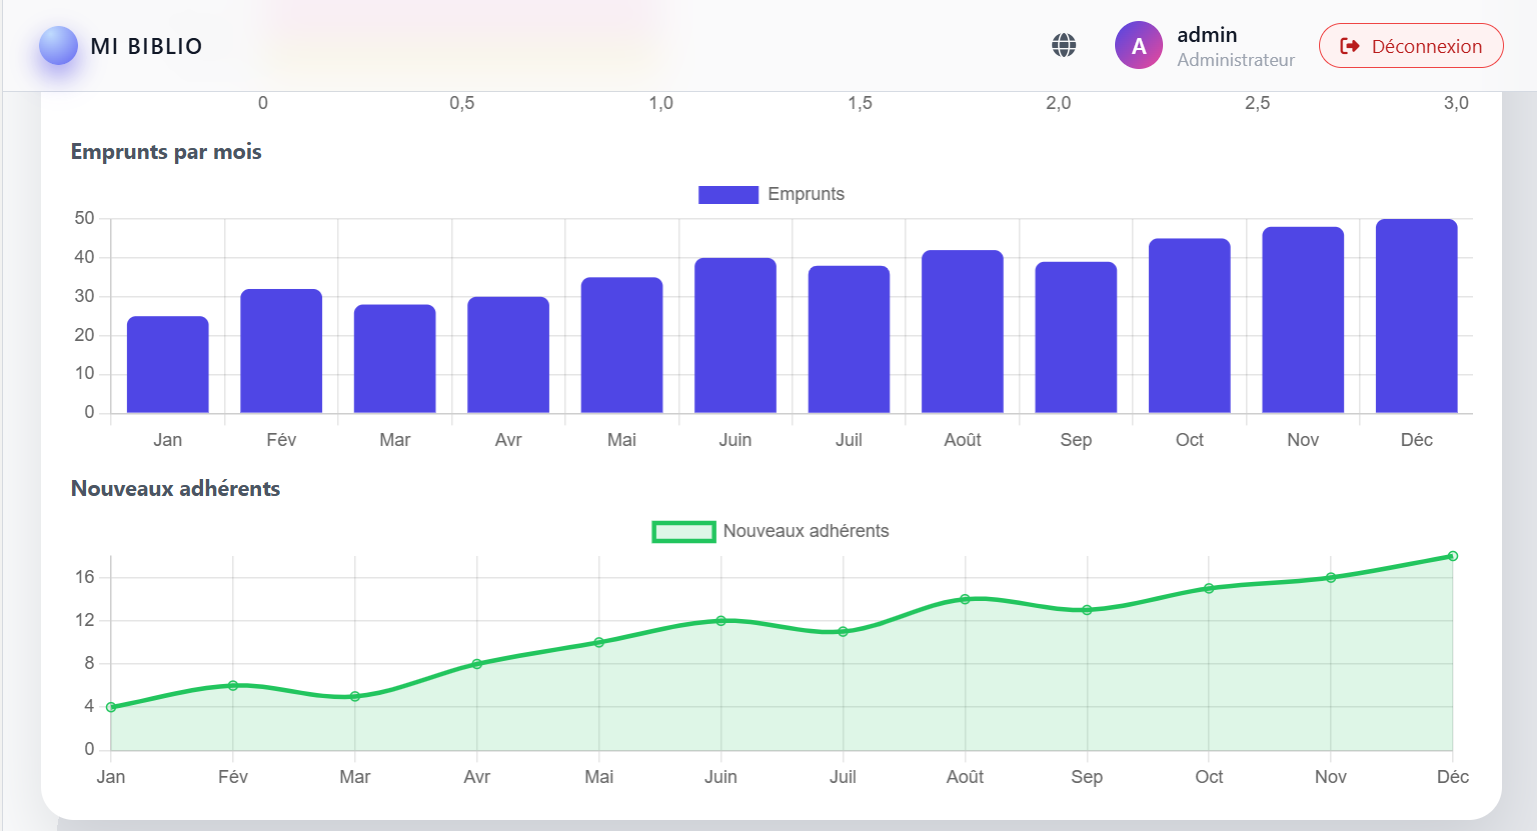 MI BIBLIO
A
admin
Administrateur
Déconnexion
0 0,5 1,0 1,5 2,0 2,5 3,0
Emprunts par mois
Emprunts
50
40
30
20
10
0
Jan Fév Mar Avr Mai Juin Juil Août Sep Oct Nov Déc
Nouveaux adhérents
Nouveaux adhérents
16
12
8
4
0
Jan Fév Mar Avr Mai Juin Juil Août Sep Oct Nov Déc